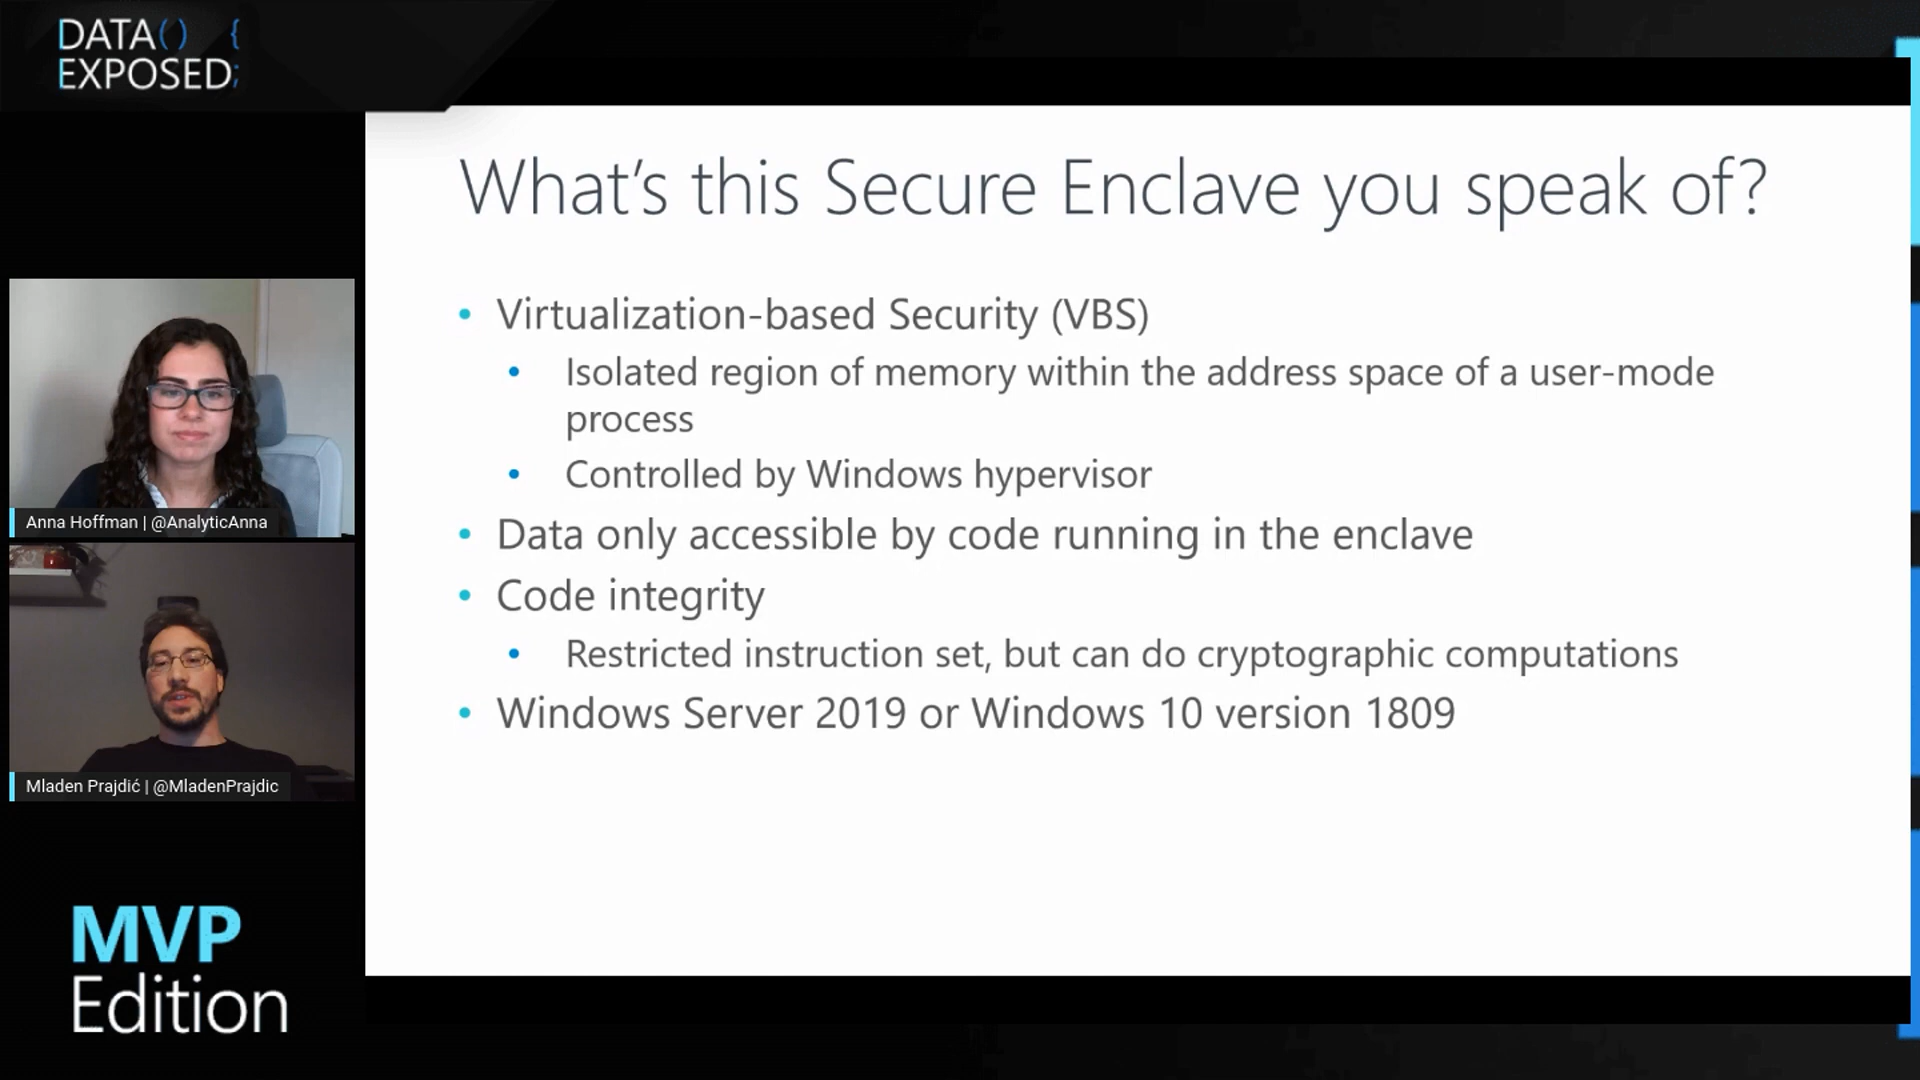 DATA() {
EXPOSED;
What's this Secure Enclave you speak of?
• Virtualization-based Security (VBS)
• Isolated region of memory within the address space of a user-mode
process
• Controlled by Windows hypervisor
• Data only accessible by code running in the enclave
• Code integrity
• Restricted instruction set, but can do cryptographic computations
• Windows Server 2019 or Windows 10 version 1809
Anna Hoffman | @AnalyticAnna
Mladen Prajdić | @MladenPrajdic
MVP
Edition